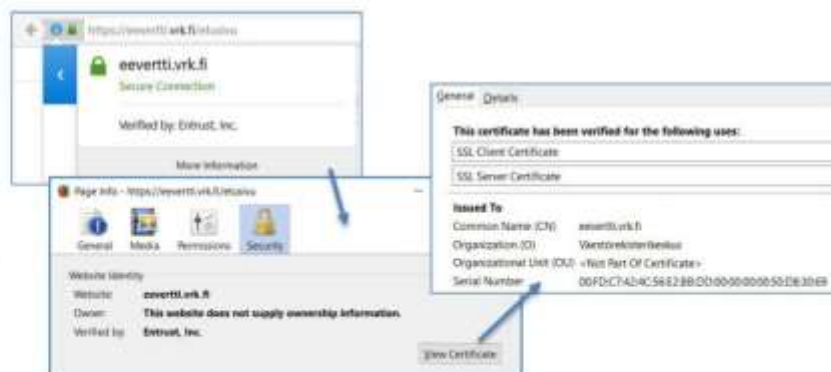 https://eevertti.vrk.fi/etusivu
eevertti.vrk.fi
Secure Connection
Verified by: Entrust, Inc.
More Information
Page Info - https://eevertti.vrk.fi/etusivu
General Media Permissions Security
Website Identity
Website: eevertti.vrk.fi
Owner: This website does not supply ownership information.
Verified by: Entrust, Inc.
View Certificate
General Details
This certificate has been verified for the following uses:
SSL Client Certificate
SSL Server Certificate
Issued To
Common Name (CN) eevertti.vrk.fi
Organization (O) Väestörekisterikeskus
Organizational Unit (OU) <Not Part Of Certificate>
Serial Number